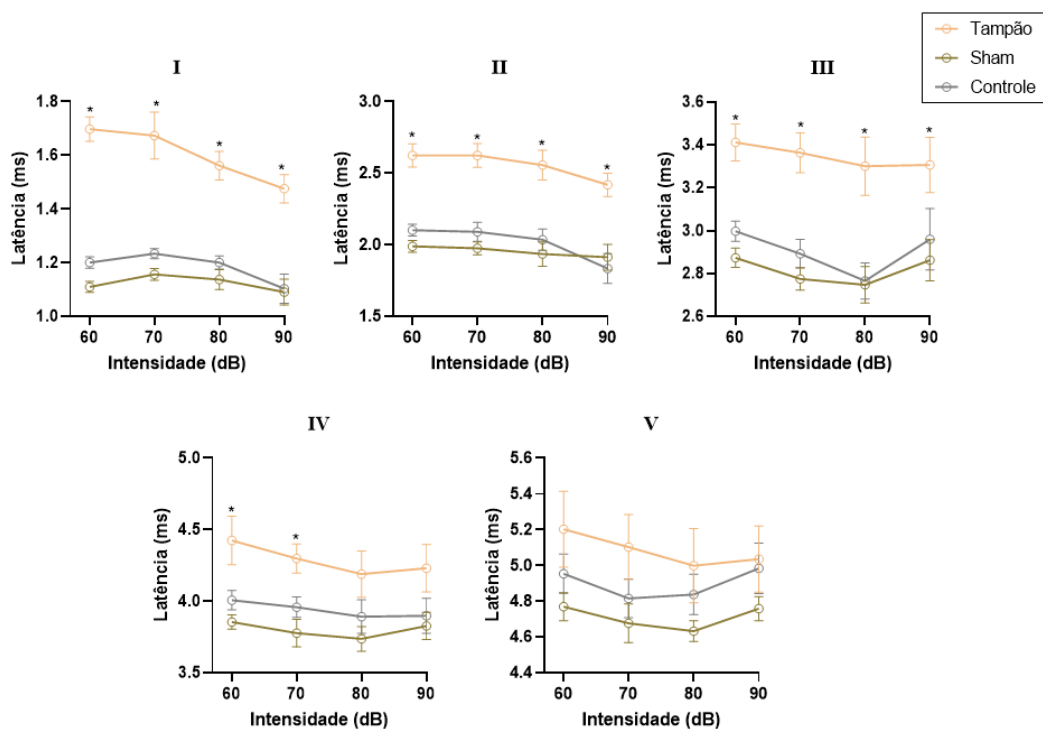 Tampão
Sham
Controle
I
Latência (ms)
1.8
1.6
1.4
1.2
1.0
* * * *
60 70 80 90
Intensidade (dB)
II
Latência (ms)
3.0
2.5
2.0
1.5
* * * *
60 70 80 90
Intensidade (dB)
III
Latência (ms)
3.6
3.4
3.2
3.0
2.8
2.6
* * * *
60 70 80 90
Intensidade (dB)
IV
Latência (ms)
5.0
4.5
4.0
3.5
* *
60 70 80 90
Intensidade (dB)
V
Latência (ms)
5.6
5.4
5.2
5.0
4.8
4.6
4.4
60 70 80 90
Intensidade (dB)